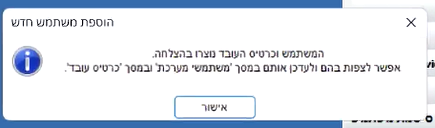 הוספת משתמש חדש
המשתמש וכרטיס העובד נוצרו בהצלחה.
אפשר לצפות בהם ולעדכן אותם במסך 'משתמשי מערכת' ובמסך 'כרטיס עובד'.
אישור